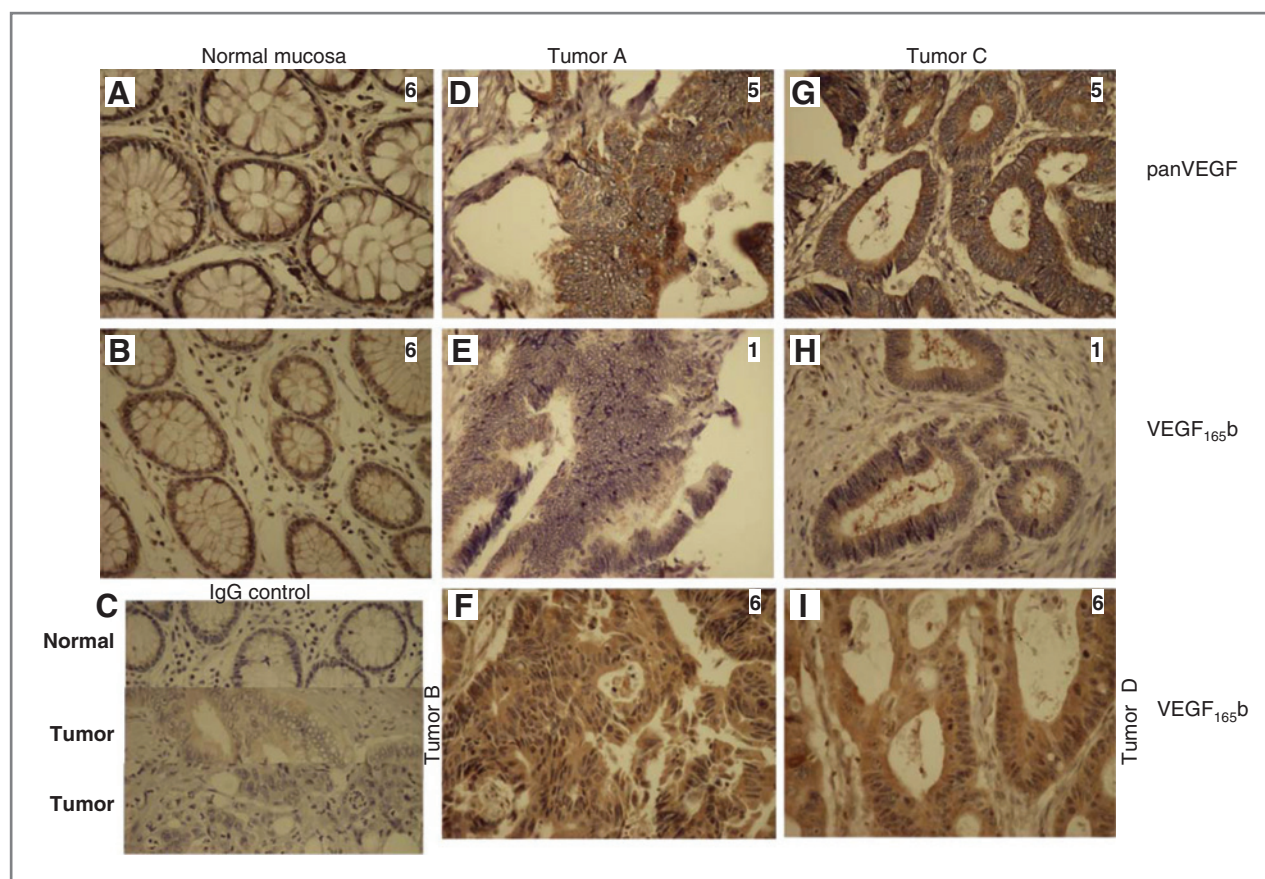 Normal mucosa
Tumor A
Tumor C
A 6
D 5
G 5
panVEGF
B 6
E 1
H 1
VEGF₁₆₅b
IgG control
C
Normal
Tumor
Tumor
Tumor B
F 6
I 6
Tumor D
VEGF₁₆₅b